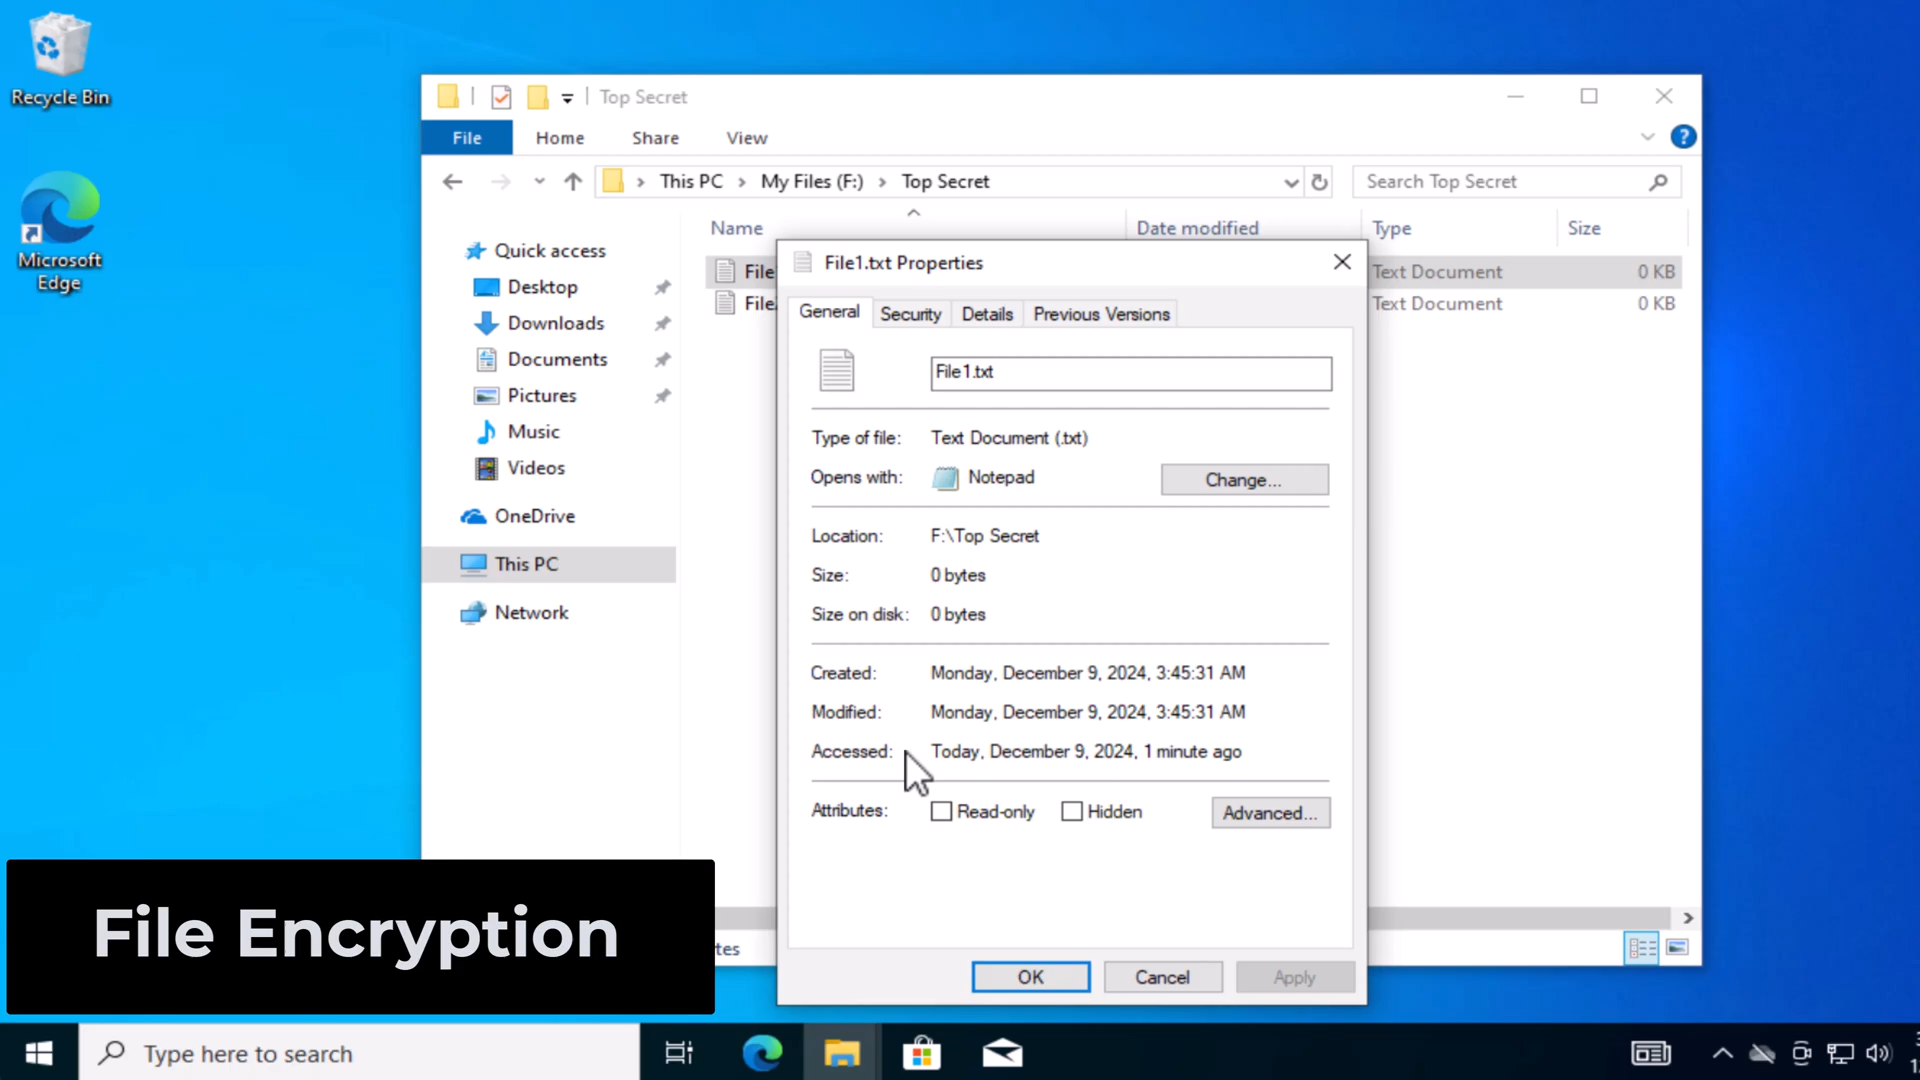 Recycle Bin
Microsoft
Edge
Top Secret
File
Home
Share
View
This PC
My Files (F:)
Top Secret
Search Top Secret
Name
Date modified
Type
Size
Quick access
Desktop
Downloads
Documents
Pictures
Music
Videos
OneDrive
This PC
Network
File
Text Document
0 KB
File
Text Document
0 KB
File1.txt Properties
General
Security
Details
Previous Versions
File1.txt
Type of file:
Text Document (.txt)
Opens with:
Notepad
Change...
Location:
F:\Top Secret
Size:
0 bytes
Size on disk:
0 bytes
Created:
Monday, December 9, 2024, 3:45:31 AM
Modified:
Monday, December 9, 2024, 3:45:31 AM
Accessed:
Today, December 9, 2024, 1 minute ago
Attributes:
Read-only
Hidden
Advanced...
OK
Cancel
Apply
File Encryption
Type here to search